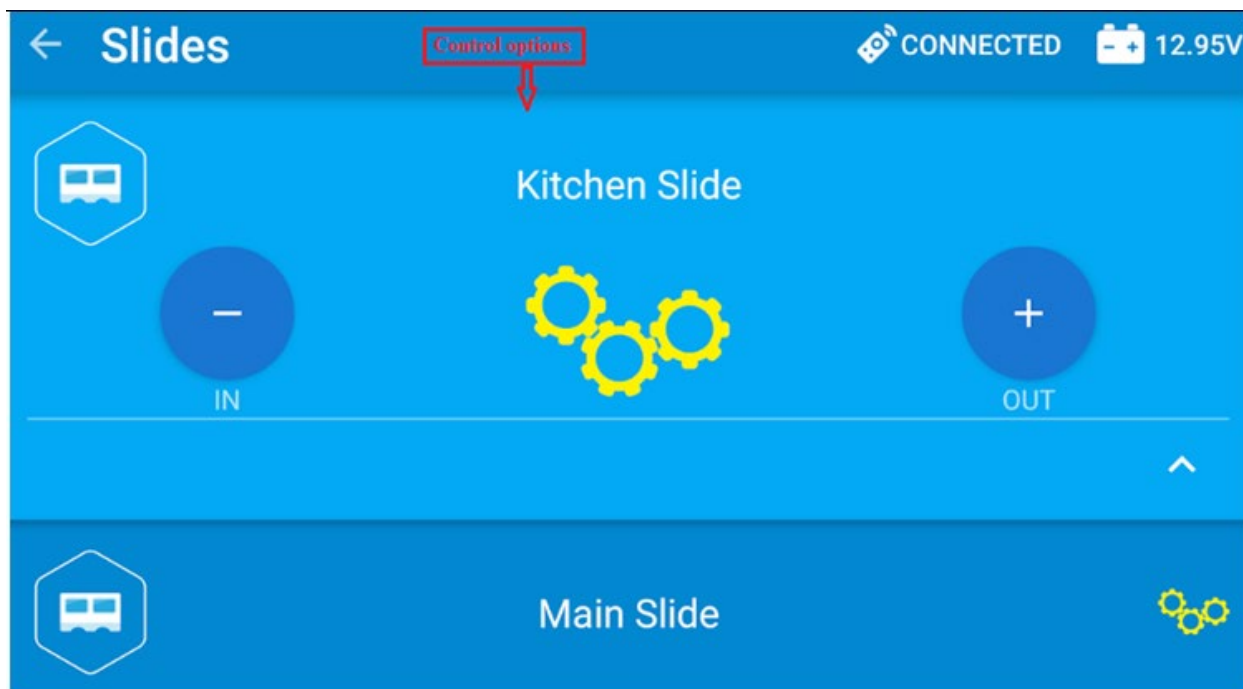 Slides
Control options
CONNECTED
12.95V
Kitchen Slide
IN
OUT
Main Slide